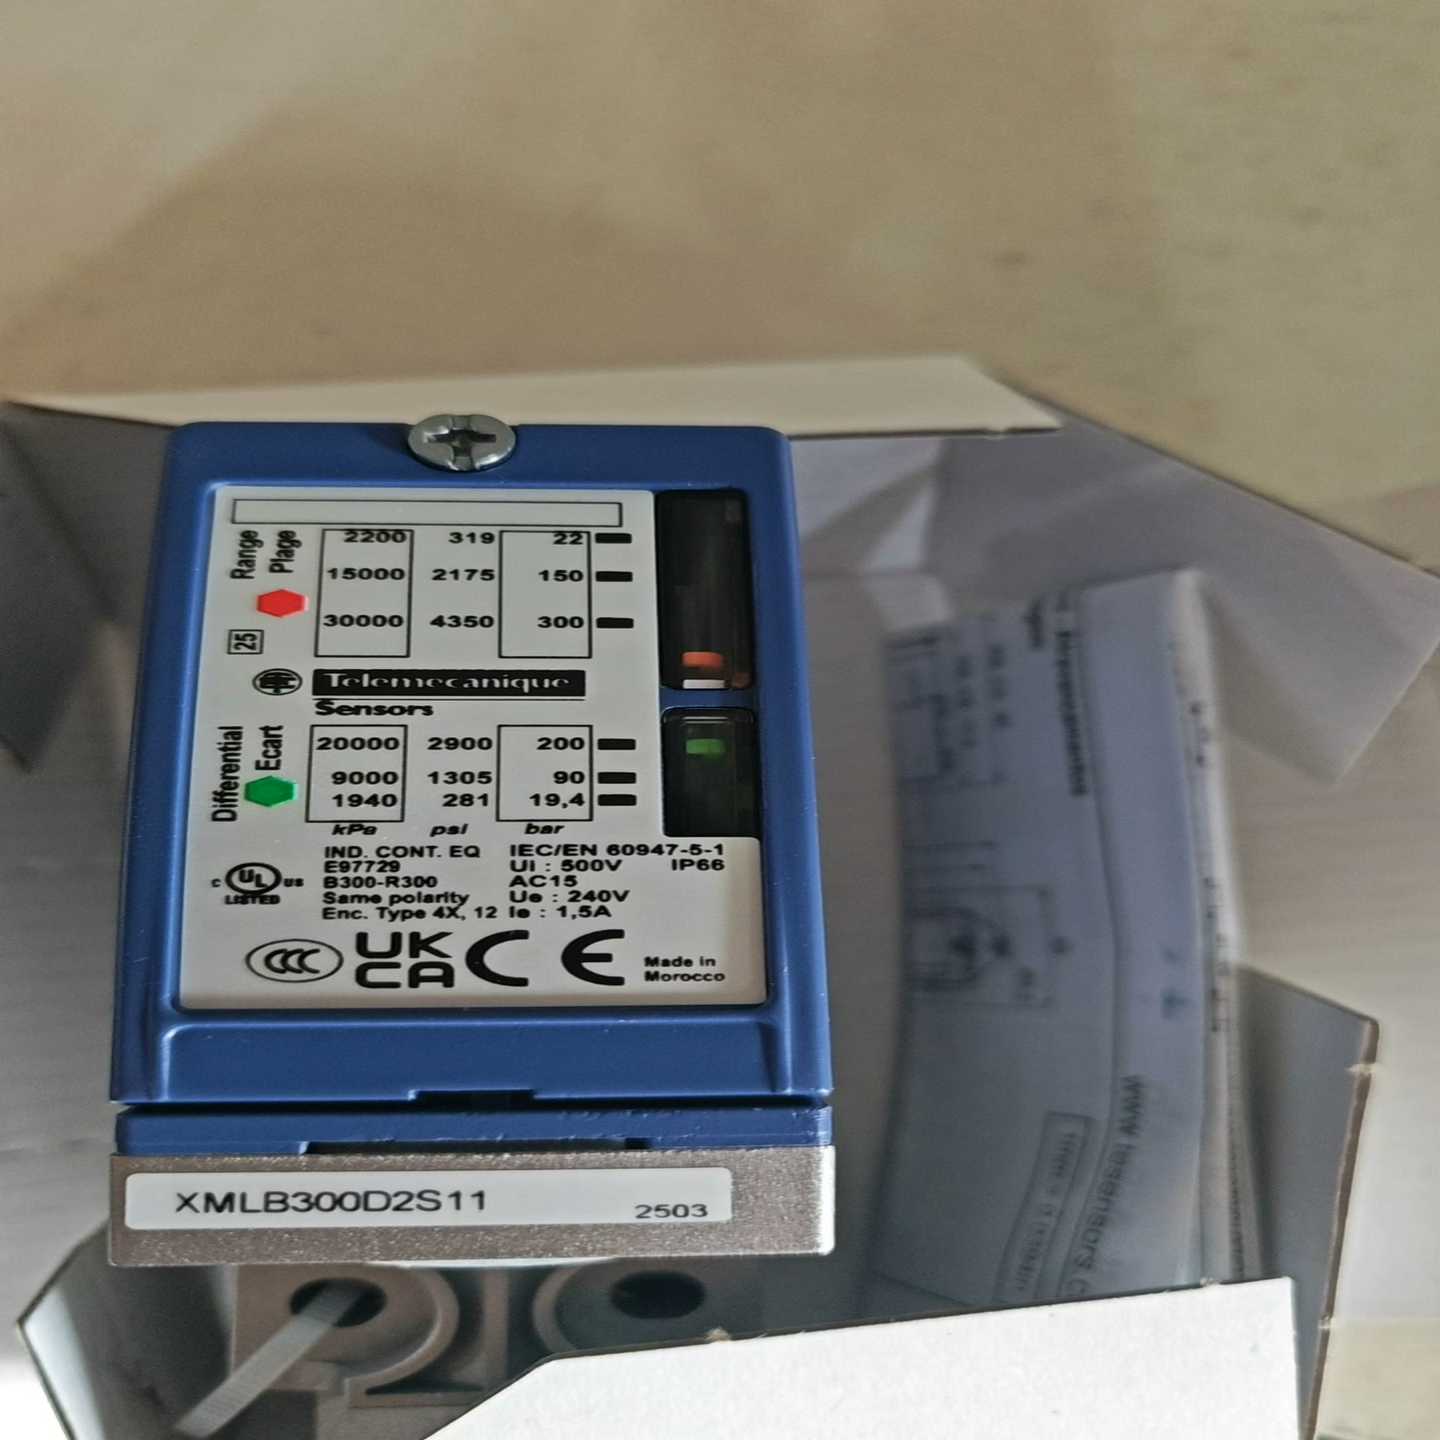 Range
Plage
2200 319 22
15000 2175 150
30000 4350 300
25
Telemecanique
Sensors
Differential
Ecart
20000 2900 200
9000 1305 90
1940 281 19,4
kPa psi bar
IND. CONT. EQ
E97729
B300-R300
Same polarity
Enc. Type 4X, 12
IEC/EN 60947-5-1
Ui : 500V IP66
AC15
Ue : 240V
Ie : 1,5A
C UL US
LISTED
CCC
UK
CA
CE
Made in
Morocco
XMLB300D2S11
2503